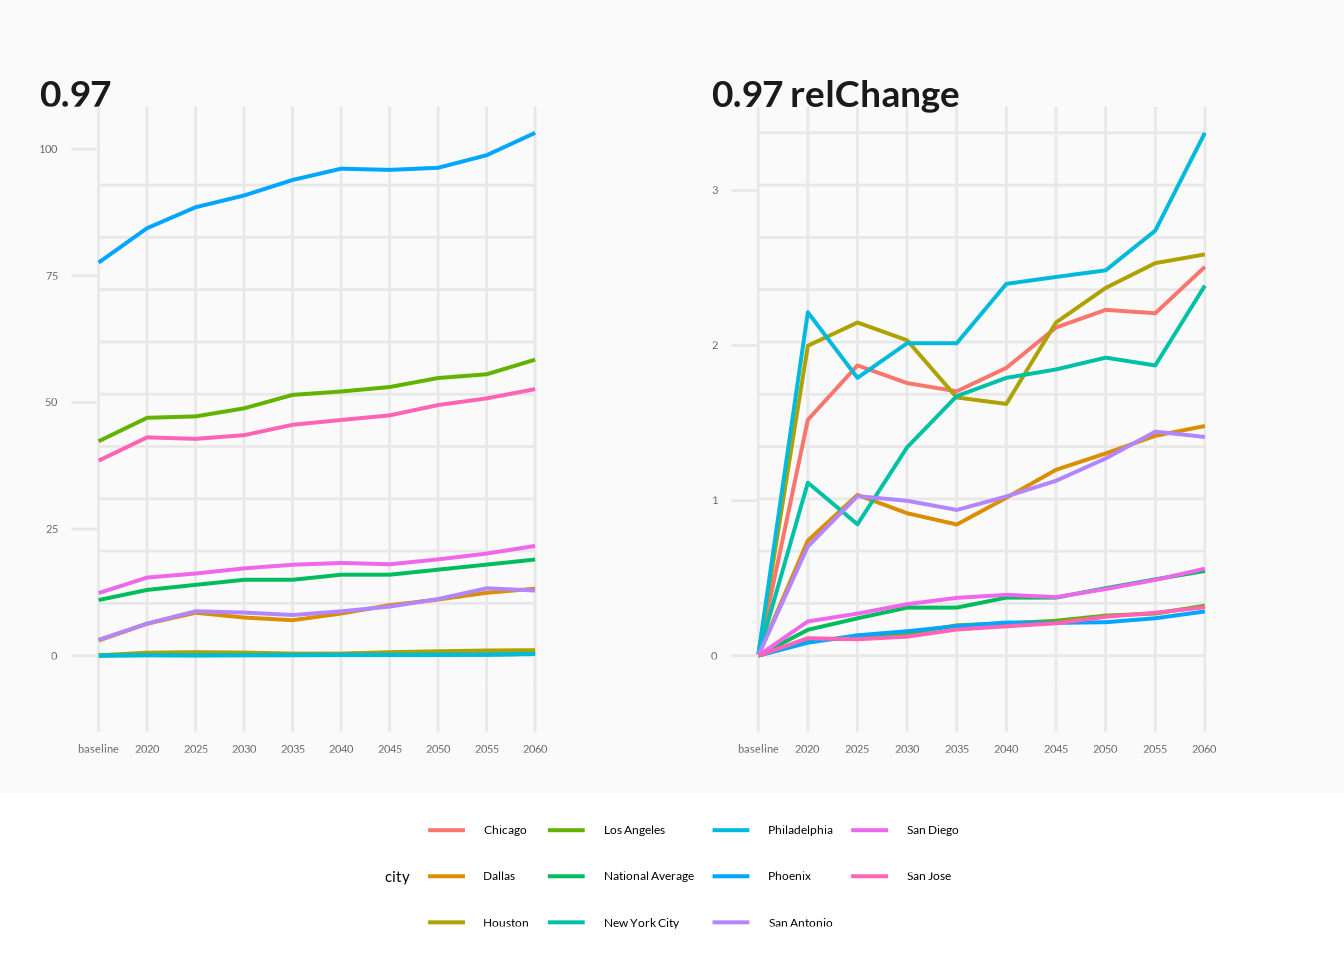 0.97
100
75
50
25
0
baseline 2020 2025 2030 2035 2040 2045 2050 2055 2060
0.97 relChange
3
2
1
0
baseline 2020 2025 2030 2035 2040 2045 2050 2055 2060
city
Chicago Los Angeles Philadelphia San Diego
Dallas National Average Phoenix San Jose
Houston New York City San Antonio